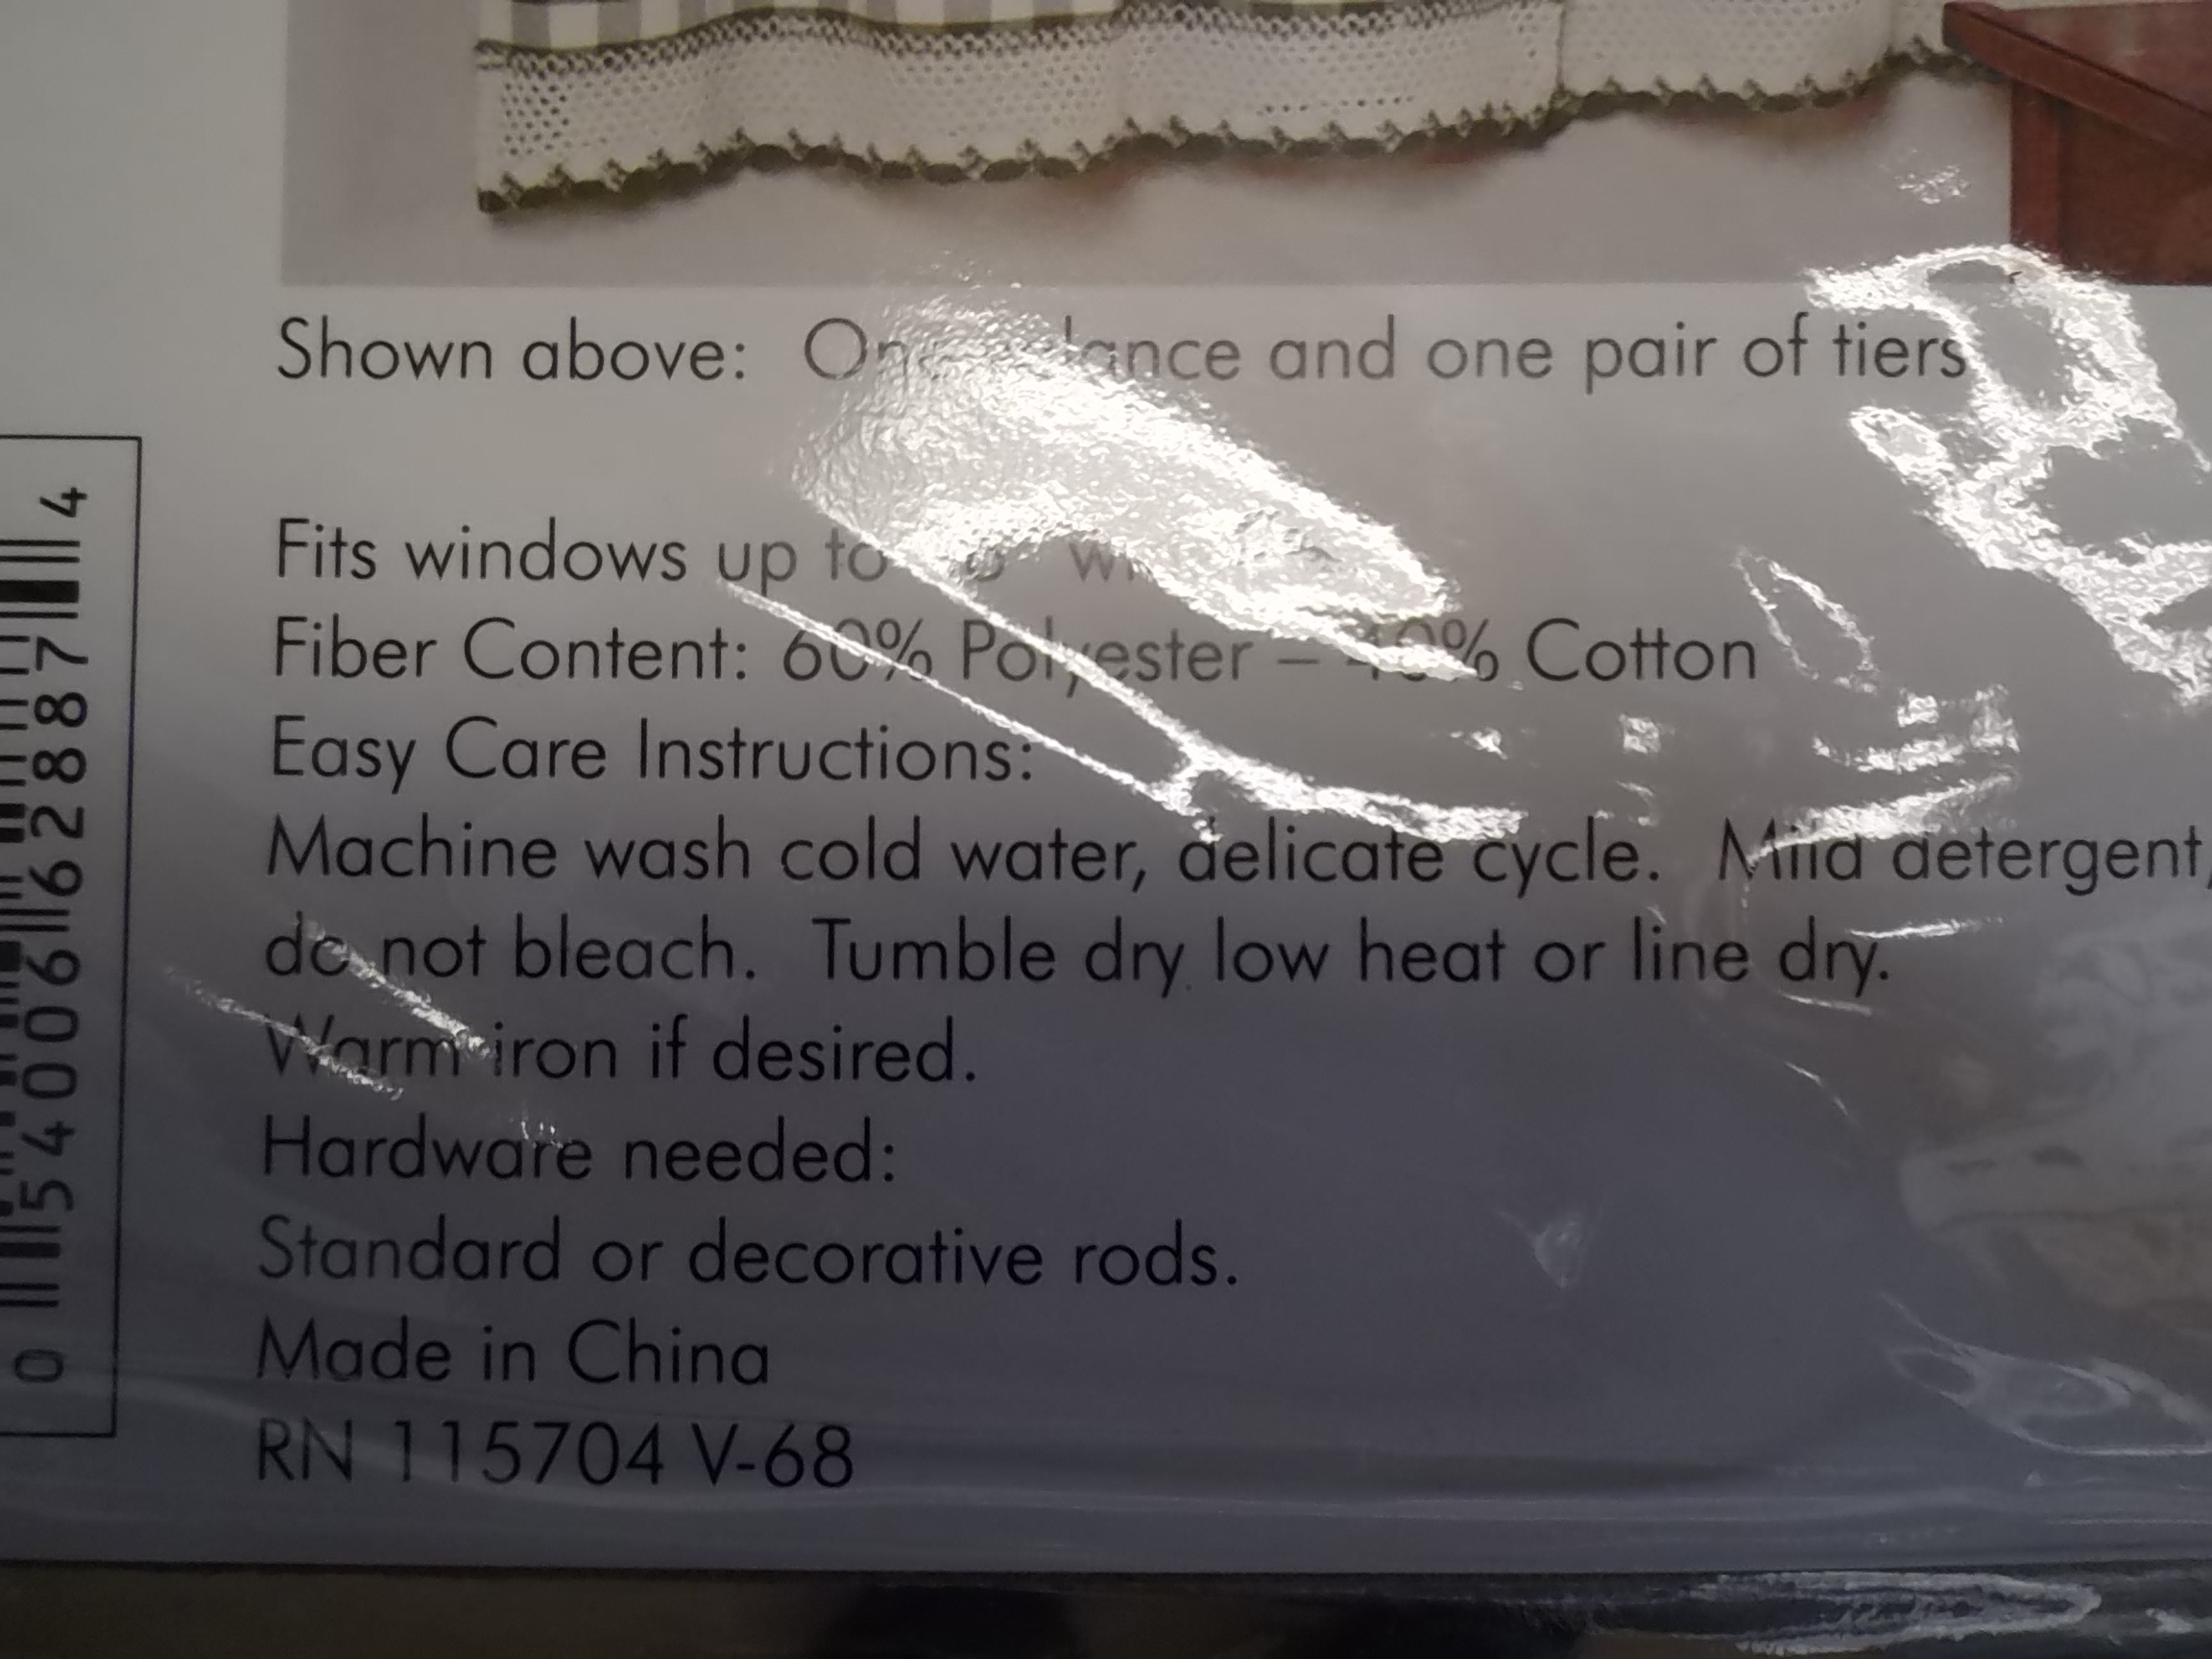 Shown above: One valance and one pair of tiers
Fits windows up to
Fiber Content: 60% Polyester – 40% Cotton
Easy Care Instructions:
Machine wash cold water, delicate cycle. Mild detergent,
do not bleach. Tumble dry low heat or line dry.
Warm iron if desired.
Hardware needed:
Standard or decorative rods.
Made in China
RN 115704 V-68
0 54006 62887 4